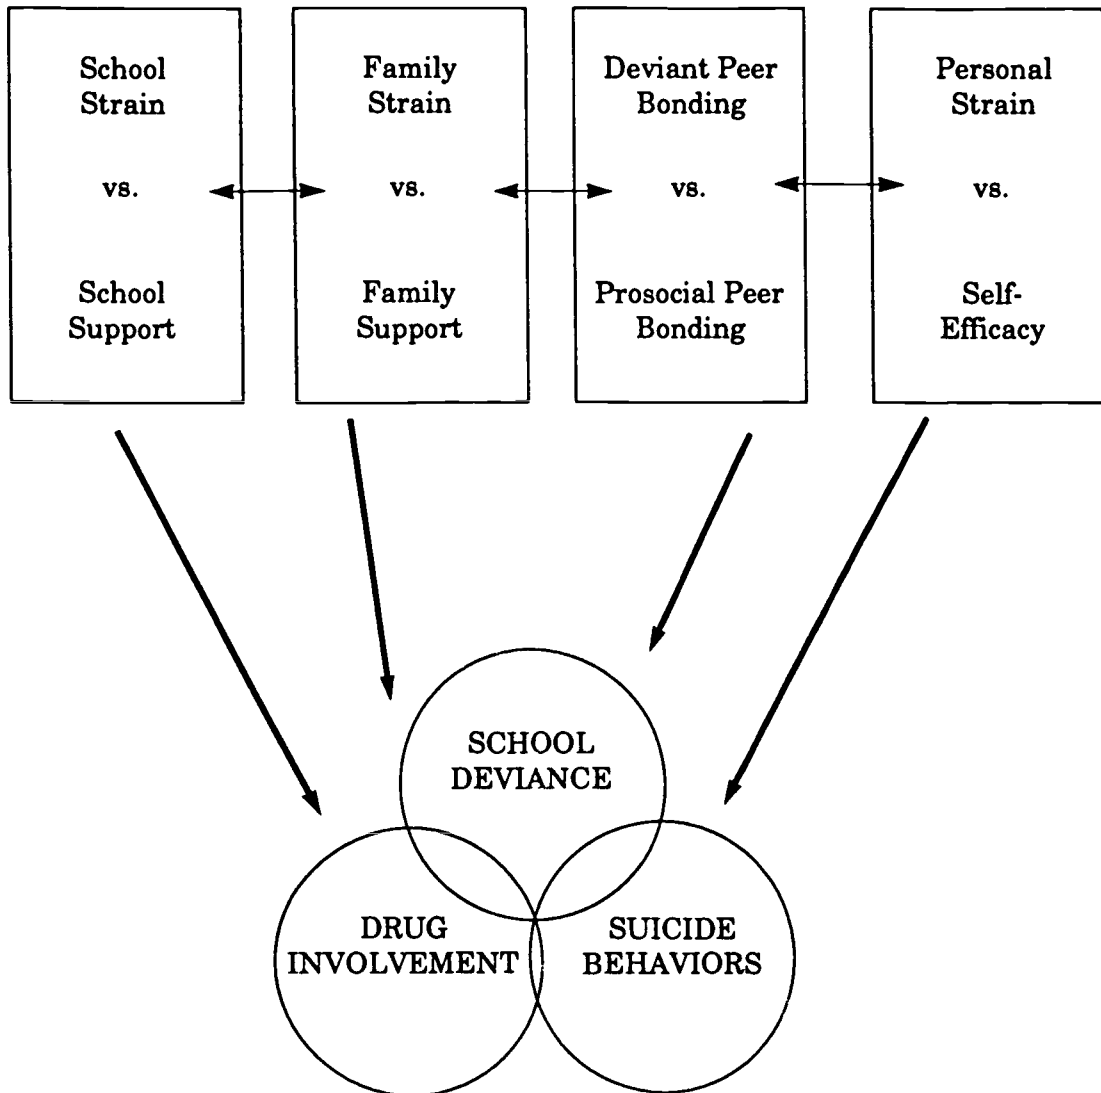 School
Strain
vs.
School
Support
Family
Strain
vs.
Family
Support
Deviant Peer
Bonding
vs.
Prosocial Peer
Bonding
Personal
Strain
vs.
Self-
Efficacy
SCHOOL
DEVIANCE
DRUG
INVOLVEMENT
SUICIDE
BEHAVIORS